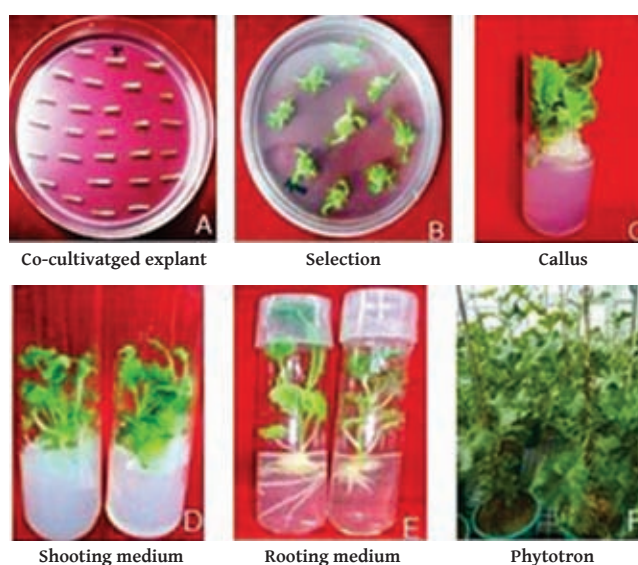 A
B
C
Co-cultivatged explant
Selection
Callus
D
E
F
Shooting medium
Rooting medium
Phytotron